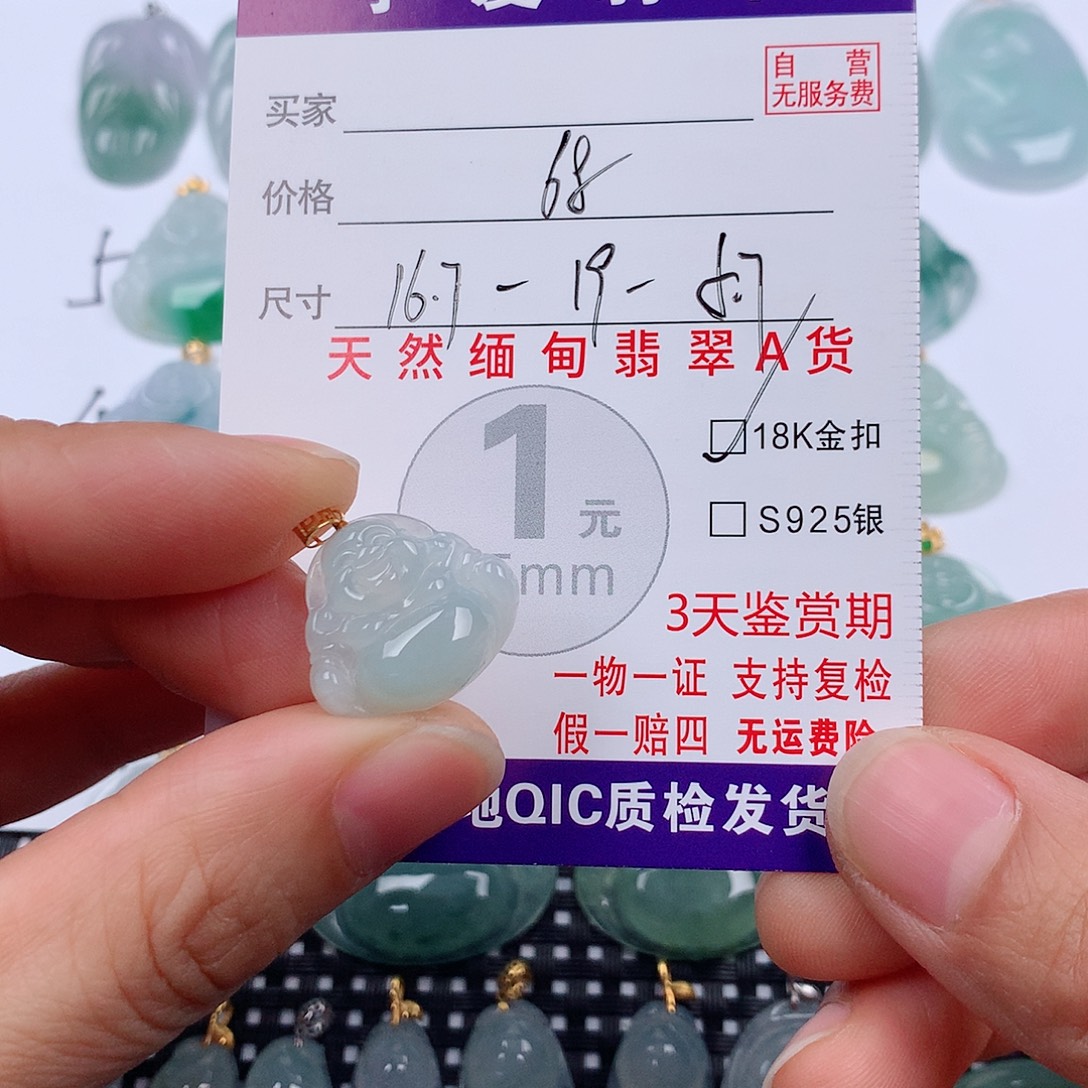 自 营
无服务费
买家
价格 68
尺寸 16.7-19-6.7
天然缅甸翡翠A货
1元
mm
18K金扣
S925银
3天鉴赏期
一物一证 支持复检
假一赔四 无运费险
地QIC质检发货